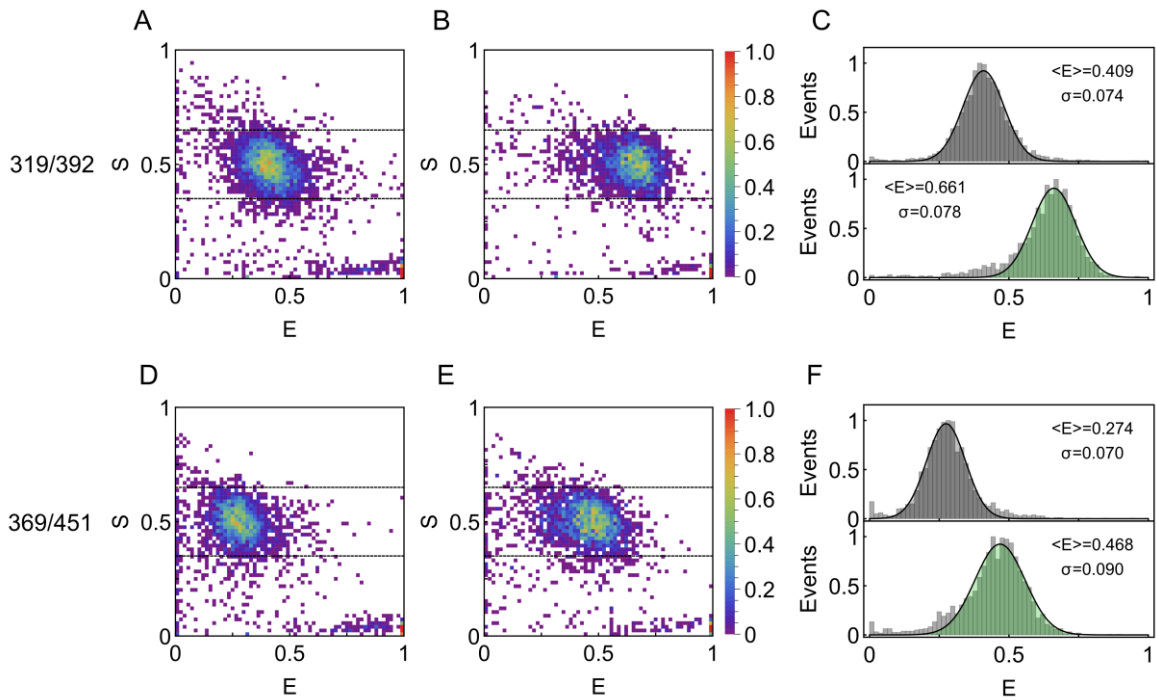 A B C
1
S
0.5
0
0 0.5 1
E
1
S
0.5
0
0 0.5 1
E
1.0
0.8
0.6
0.4
0.2
0
Events
1
0.5
0
<E>=0.409
σ=0.074
Events
1
0.5
0
<E>=0.661
σ=0.078
0 0.5 1
E
319/392
D E F
1
S
0.5
0
0 0.5 1
E
1
S
0.5
0
0 0.5 1
E
1.0
0.8
0.6
0.4
0.2
0
Events
1
0.5
0
<E>=0.274
σ=0.070
Events
1
0.5
0
<E>=0.468
σ=0.090
0 0.5 1
E
369/451